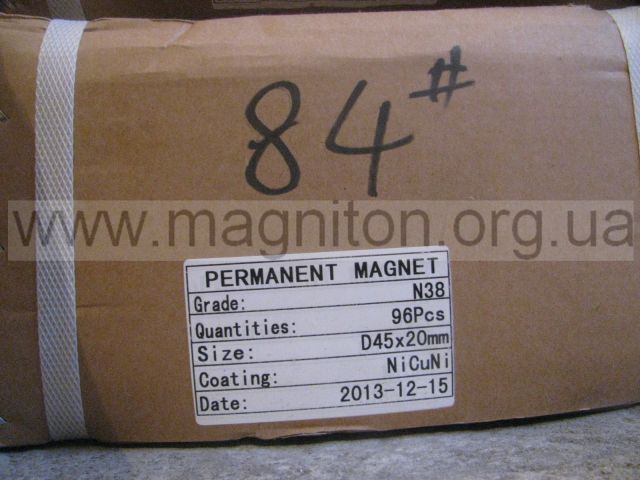 84#
www.magniton.org.ua
PERMANENT MAGNET
Grade: N38
Quantities: 96Pcs
Size: D45x20mm
Coating: NiCuNi
Date: 2013-12-15